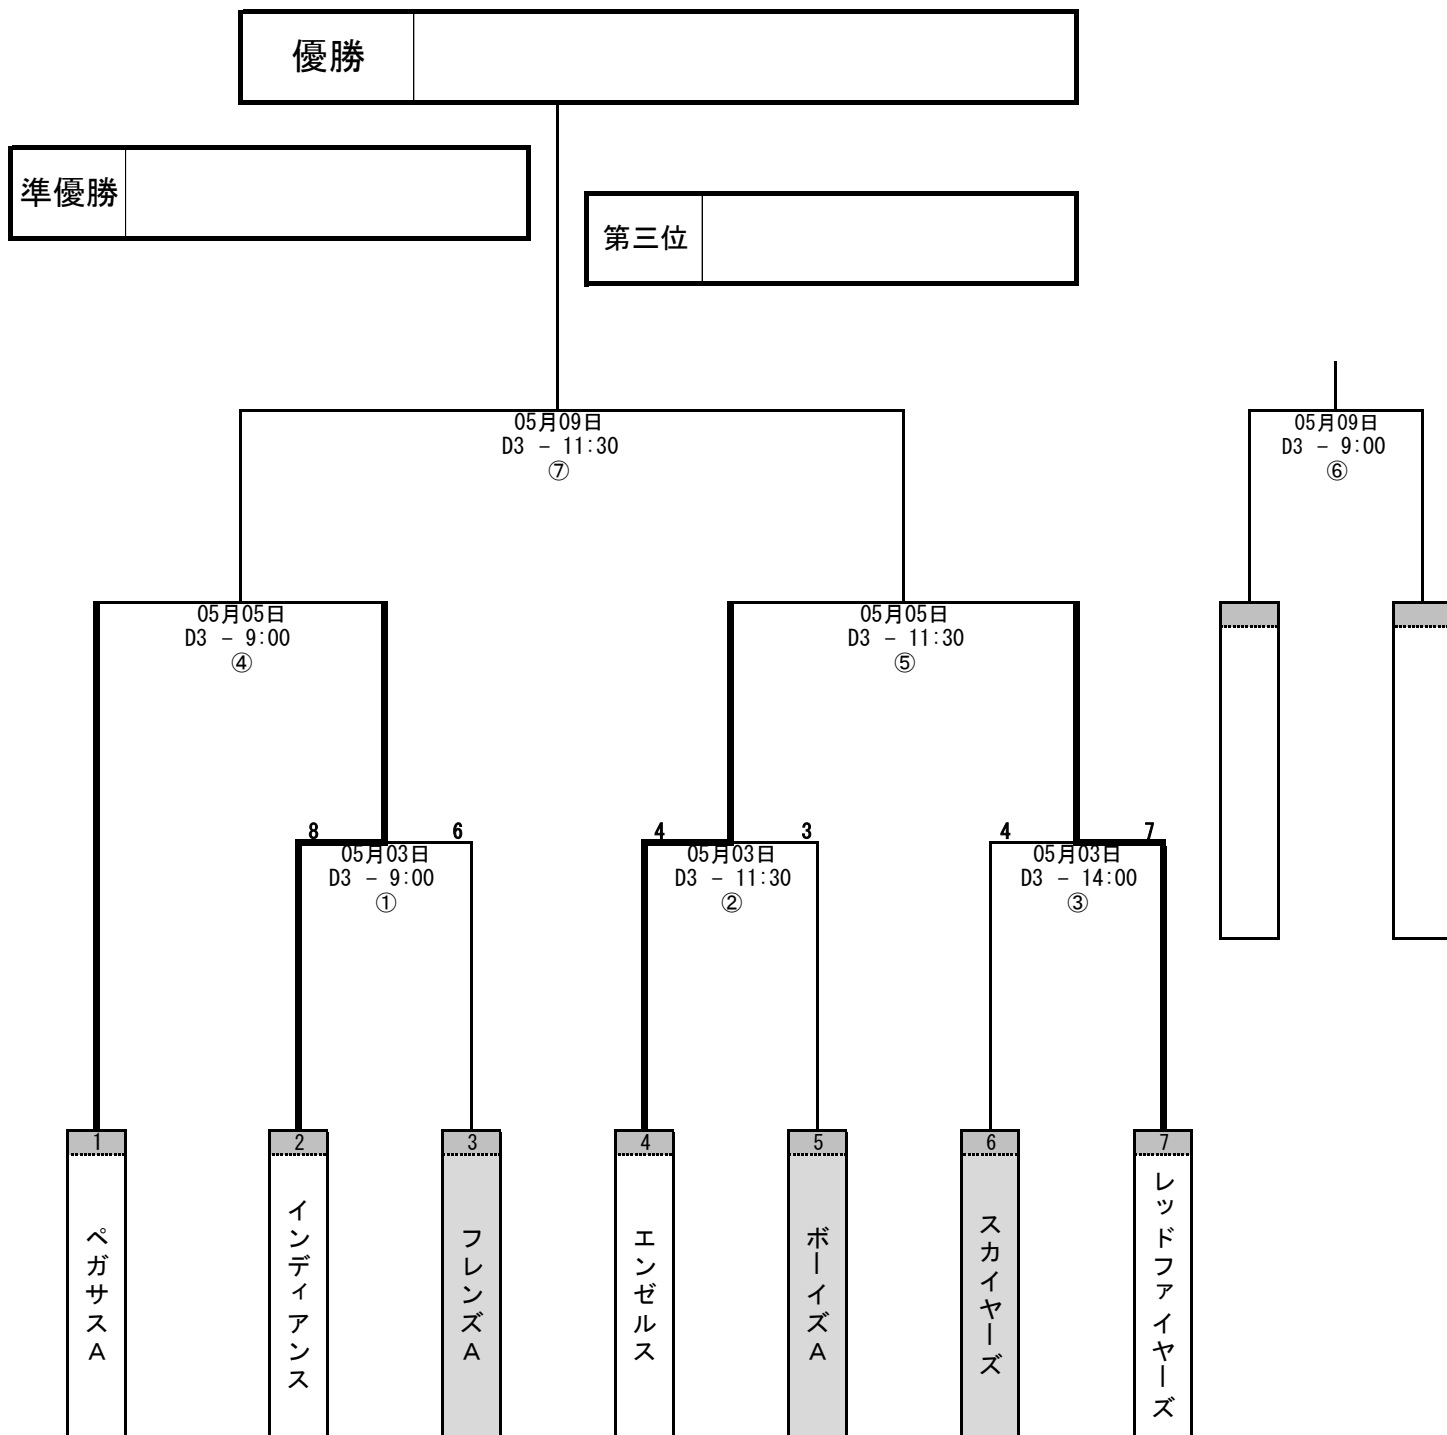 優勝
準優勝
第三位
05月09日
D3 － 11:30
⑦
05月09日
D3 － 9:00
⑥
05月05日
D3 － 9:00
④
05月05日
D3 － 11:30
⑤
8
6
05月03日
D3 － 9:00
①
4
3
05月03日
D3 － 11:30
②
4
7
05月03日
D3 － 14:00
③
1
2
3
4
5
6
7
ペガサスＡ
インディアンス
フレンズＡ
エンゼルス
ボーイズＡ
スカイヤーズ
レッドファイヤーズ